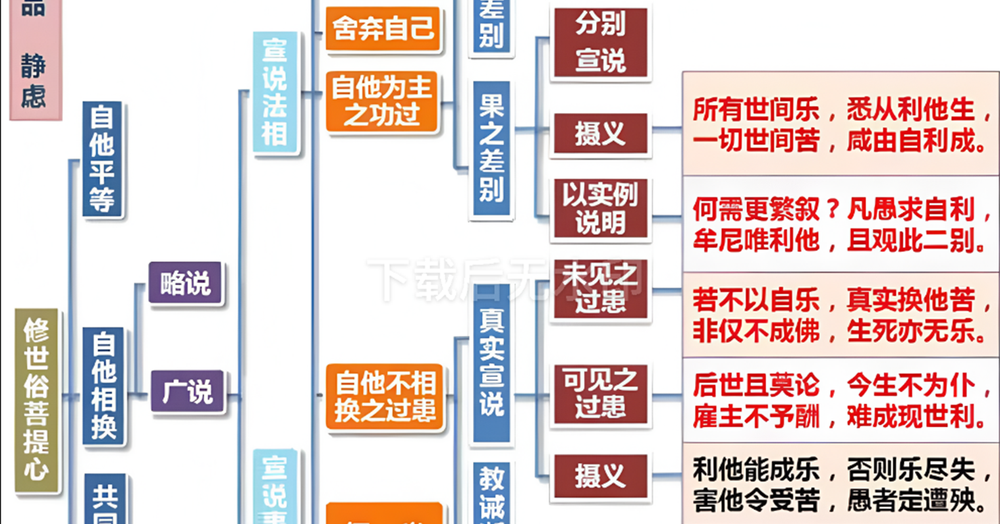 品
静虑
修世俗菩提心
自他平等
自他相换
共同
略说
广说
宣说法相
舍弃自己
自他为主
之功过
自他不相
换之过患
差别
果之差别
真实宣说
教诫
分别
宣说
摄义
以实例
说明
未见之
过患
可见之
过患
摄义
所有世间乐，悉从利他生，
一切世间苦，咸由自利成。
何需更繁叙？凡愚求自利，
牟尼唯利他，且观此二别。
若不以自乐，真实换他苦，
非仅不成佛，生死亦无乐。
后世且莫论，今生不为仆，
雇主不予酬，难成现世利。
利他能成乐，否则乐尽失，
害他令受苦，愚者定遭殃。
下载后无水印